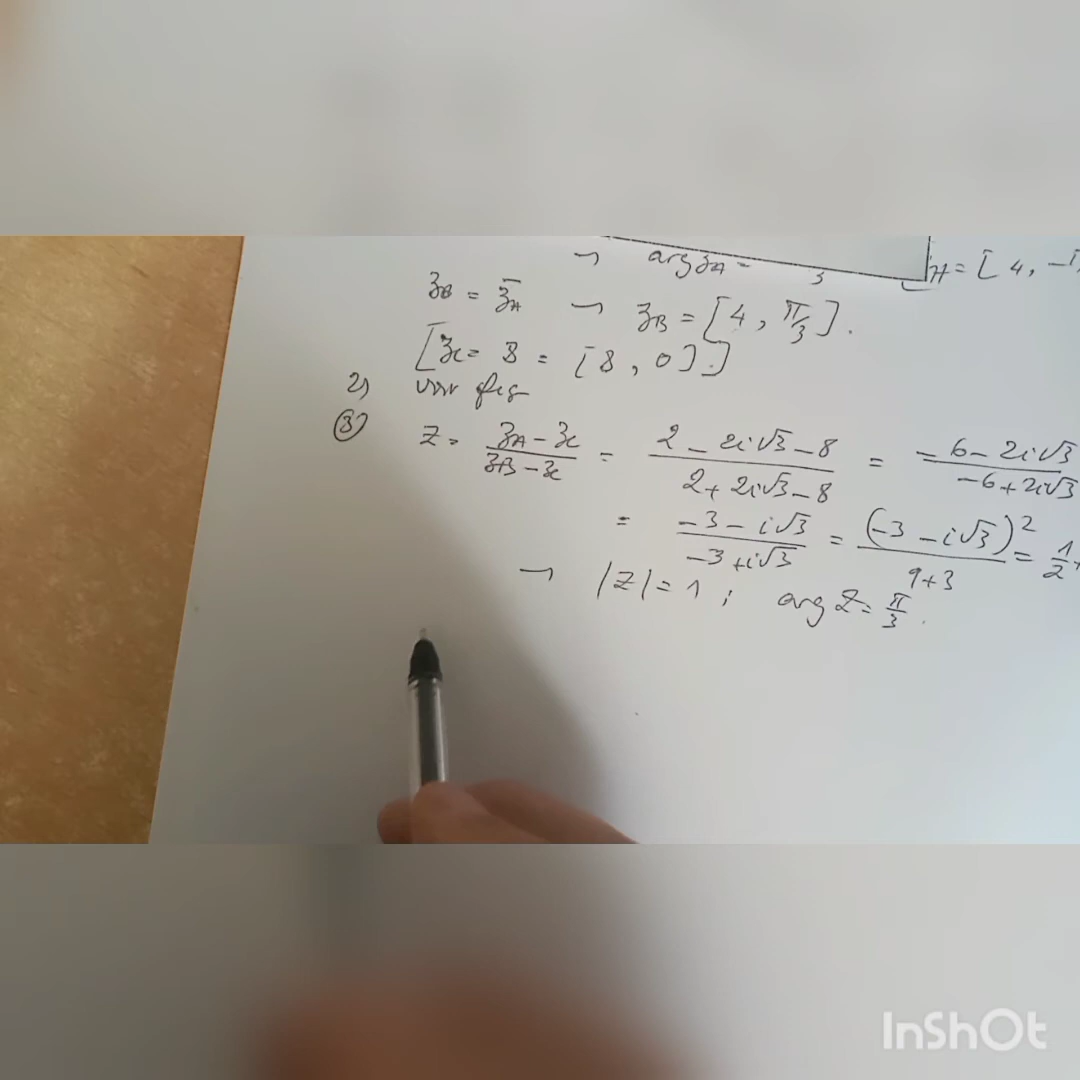 → arg z_A = 3 z_A = [4, -
z_B = \overline{z_A} → z_B = [4, π/3].
[z_C = 8 = [8, 0].]
2) voir fig
③ Z = (z_A - z_C)/(z_B - z_C) = (2 - 2i√3 - 8)/(2 + 2i√3 - 8) = (-6 - 2i√3)/(-6 + 2i√3)
= (-3 - i√3)/(-3 + i√3) = (-3 - i√3)²/(9 + 3) = 1/2 +
→ |Z| = 1 ; arg Z = π/3.
InShOt